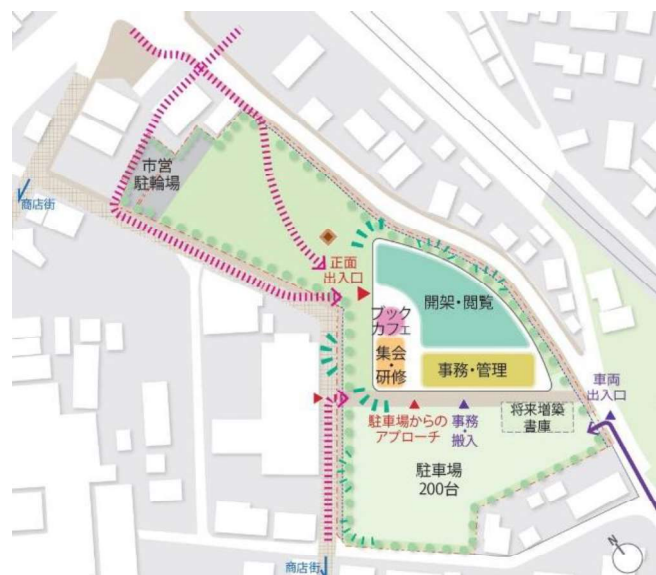 市営
駐輪場
商店街
正面
出入口
ブック
カフェ
開架・閲覧
集会・
研修
事務・管理
駐車場からの
アプローチ
事務・
搬入
将来増築
書庫
車両
出入口
駐車場
200台
商店街
N